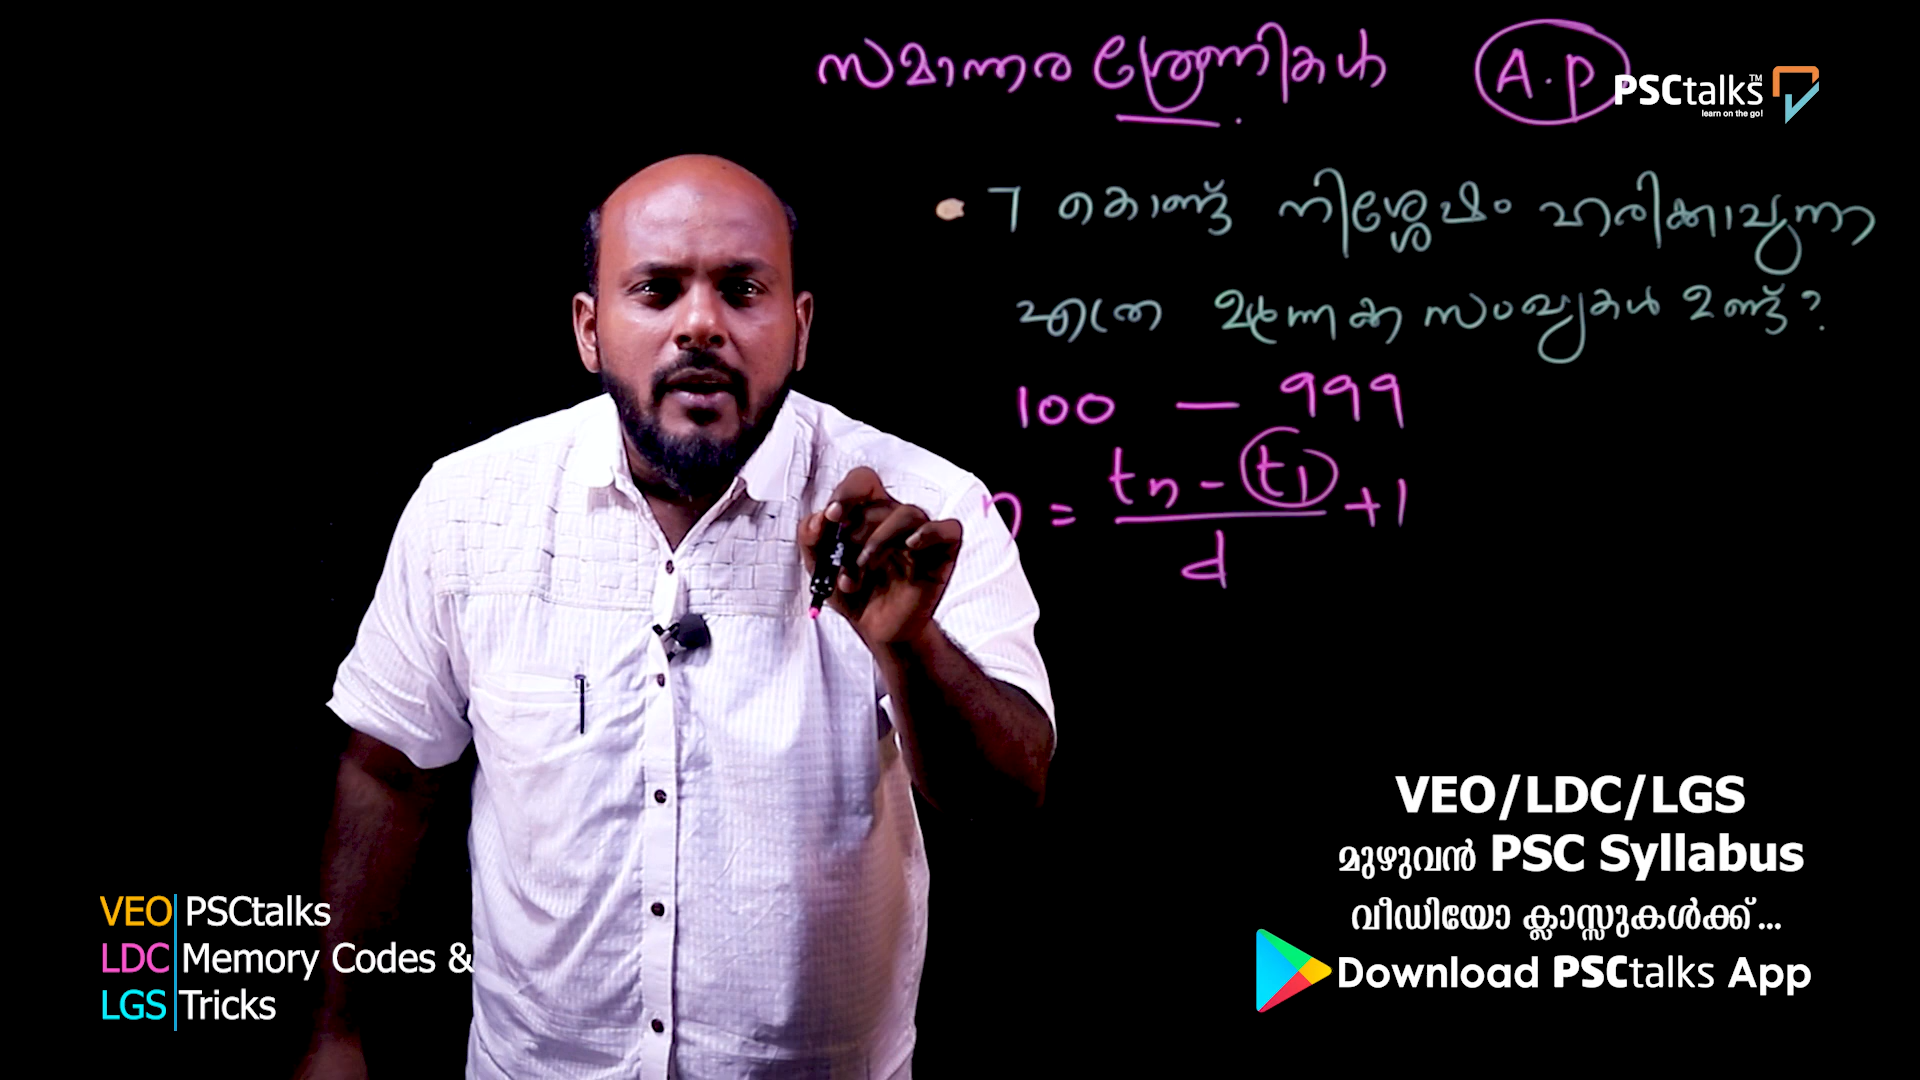 സമാന്തര ശ്രേണികൾ A.P
PSCtalks™
learn on the go!
• 7 കൊണ്ട് നിശ്ശേഷം ഹരിക്കാവുന്ന
എത്ര മൂന്നക്ക സംഖ്യകൾ ഉണ്ട്?
100 — 999
n = tn - t1 / d + 1
VEO/LDC/LGS
മുഴുവൻ PSC Syllabus
വീഡിയോ ക്ലാസ്സുകൾക്ക്...
Download PSCtalks App
VEO PSCtalks
LDC Memory Codes &
LGS Tricks